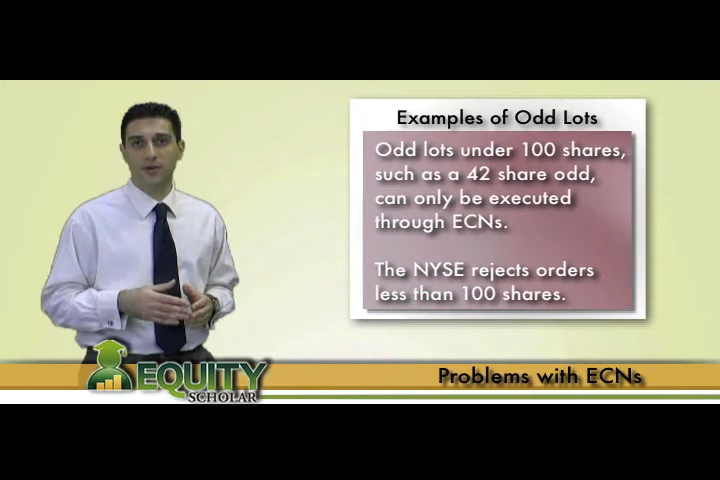 Examples of Odd Lots
Odd lots under 100 shares,
such as a 42 share odd,
can only be executed
through ECNs.
The NYSE rejects orders
less than 100 shares.
EQUITY
SCHOLAR
Problems with ECNs